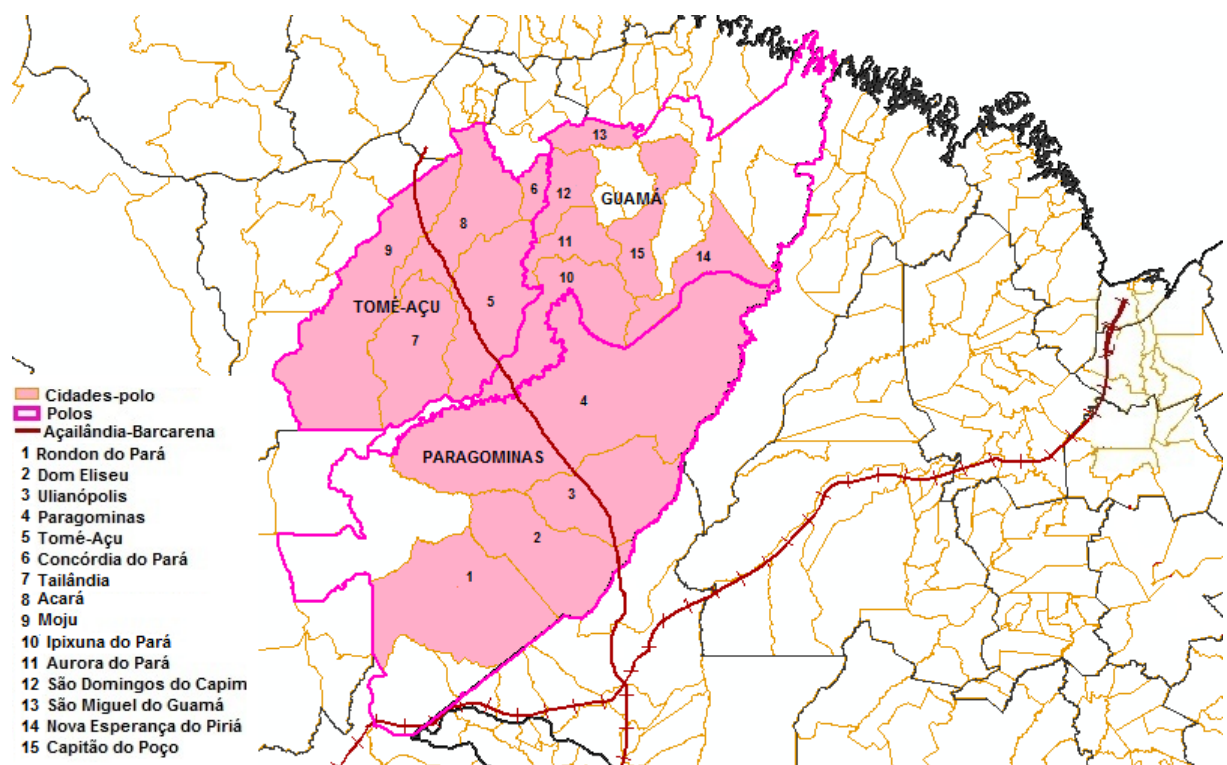 13
6
12
GUAMÁ
8
9
11
15
14
10
TOMÉ-AÇU
5
7
4
PARAGOMINAS
3
2
1
Cidades-polo
Polos
Açailândia-Barcarena
1 Rondon do Pará
2 Dom Eliseu
3 Ulianópolis
4 Paragominas
5 Tomé-Açu
6 Concórdia do Pará
7 Tailândia
8 Acará
9 Moju
10 Ipixuna do Pará
11 Aurora do Pará
12 São Domingos do Capim
13 São Miguel do Guamá
14 Nova Esperança do Piriá
15 Capitão do Poço